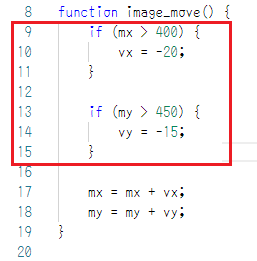 8 function image_move() {
9 if (mx > 400) {
10 vx = -20;
11 }
12
13 if (my > 450) {
14 vy = -15;
15 }
16
17 mx = mx + vx;
18 my = my + vy;
19 }
20